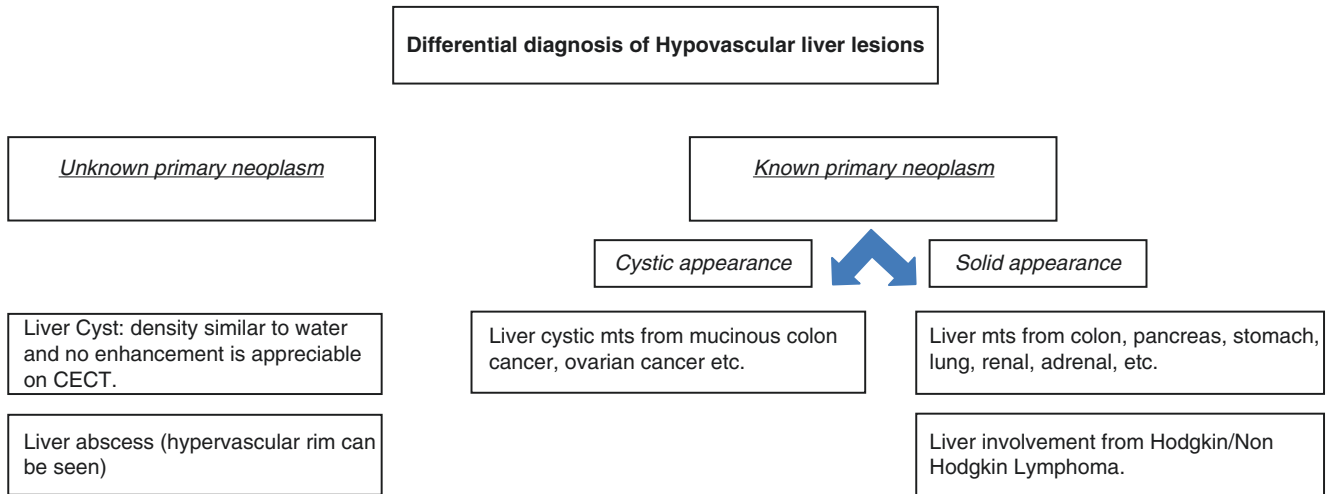 Differential diagnosis of Hypovascular liver lesions
Unknown primary neoplasm
Known primary neoplasm
Cystic appearance
Solid appearance
Liver Cyst: density similar to water
and no enhancement is appreciable
on CECT.
Liver cystic mts from mucinous colon
cancer, ovarian cancer etc.
Liver mts from colon, pancreas, stomach,
lung, renal, adrenal, etc.
Liver abscess (hypervascular rim can
be seen)
Liver involvement from Hodgkin/Non
Hodgkin Lymphoma.